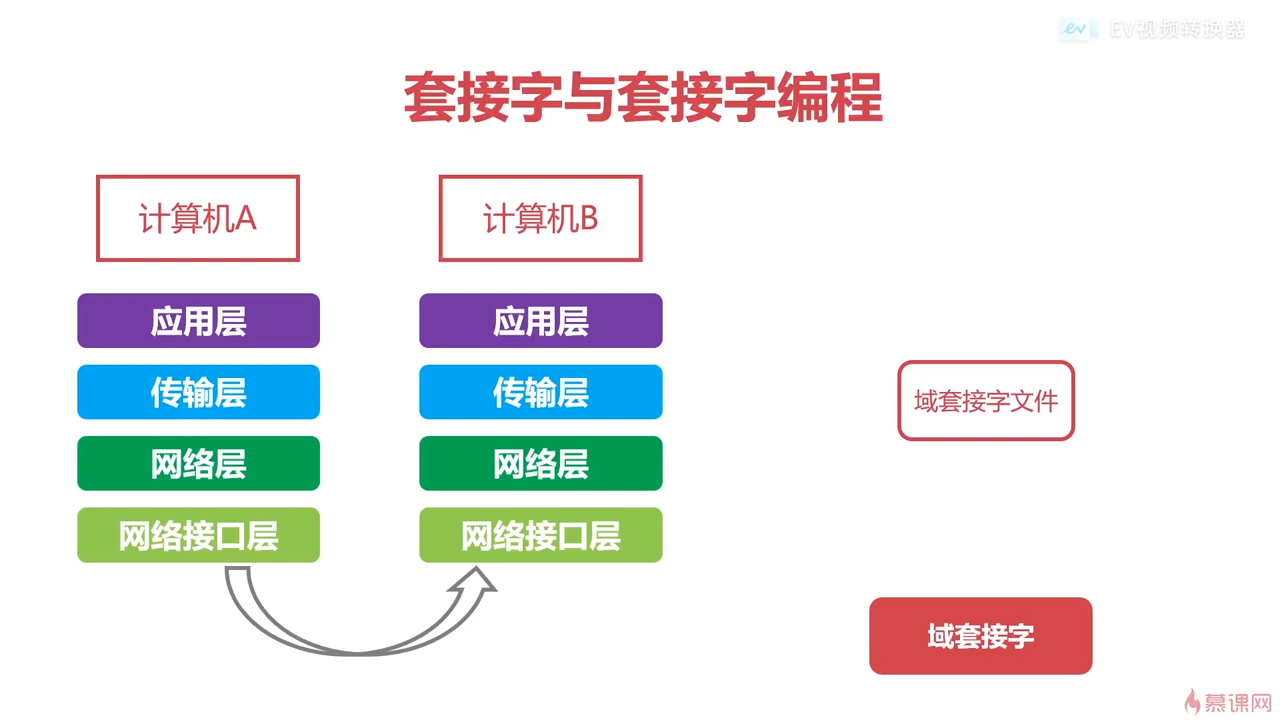 EV视频转换器
套接字与套接字编程
计算机A
计算机B
应用层
应用层
传输层
传输层
域套接字文件
网络层
网络层
网络接口层
网络接口层
域套接字
慕课网